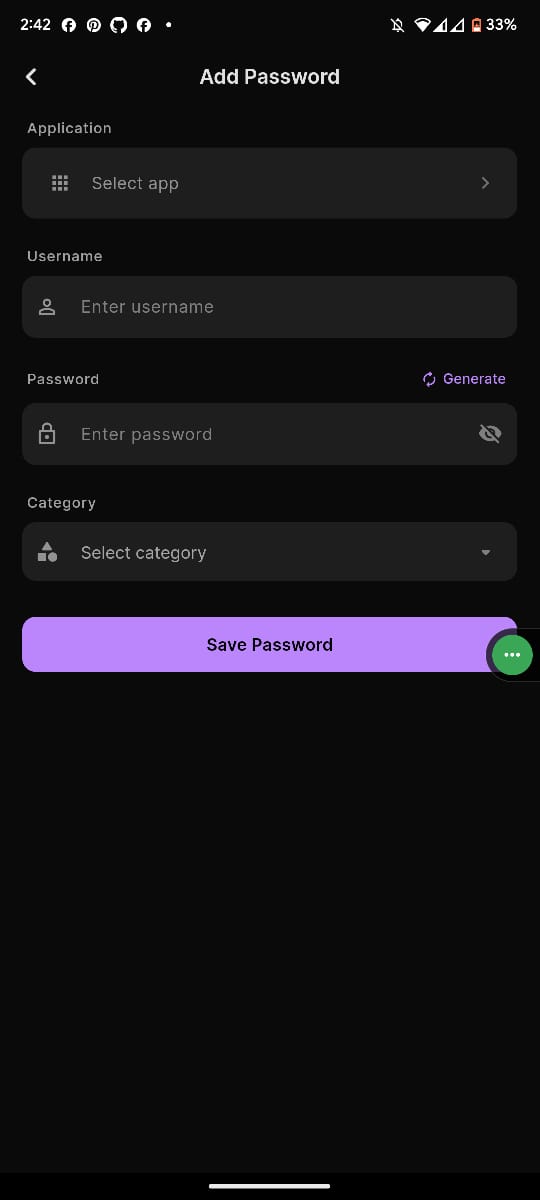 2:42 33%
Add Password
Application
Select app
Username
Enter username
Password Generate
Enter password
Category
Select category
Save Password